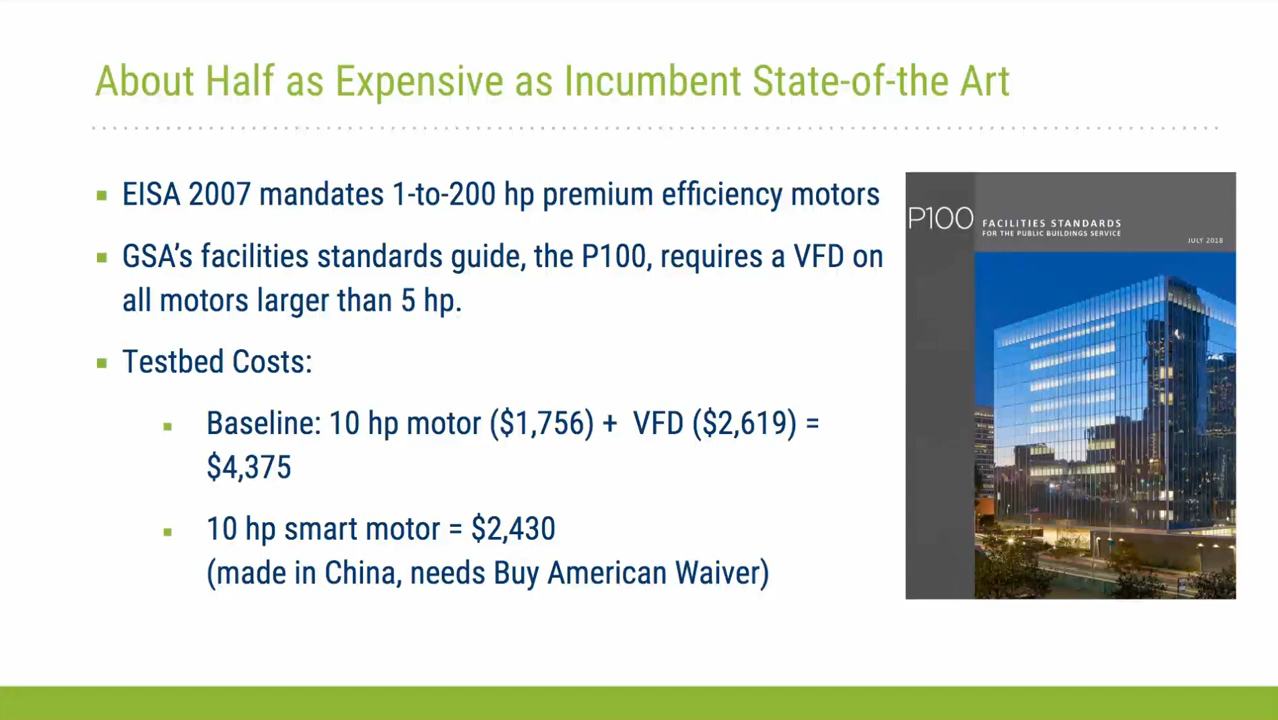 About Half as Expensive as Incumbent State-of-the Art
EISA 2007 mandates 1-to-200 hp premium efficiency motors
GSA’s facilities standards guide, the P100, requires a VFD on
all motors larger than 5 hp.
Testbed Costs:
Baseline: 10 hp motor ($1,756) + VFD ($2,619) =
$4,375
10 hp smart motor = $2,430
(made in China, needs Buy American Waiver)
P100 FACILITIES STANDARDS
FOR THE PUBLIC BUILDINGS SERVICE
JULY 2018